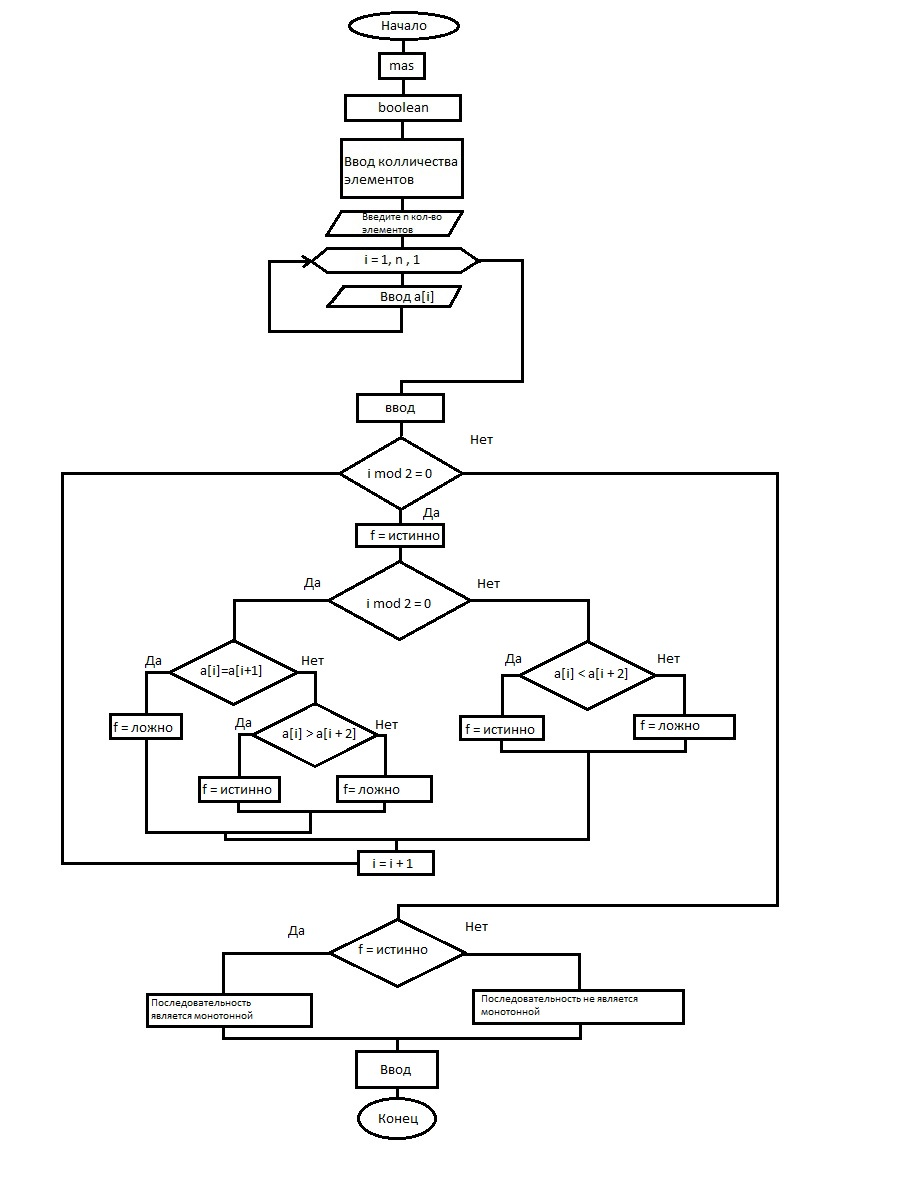 Начало
mas
boolean
Ввод колличества
элементов
Введите n кол-во
элементов
i = 1, n , 1
Ввод a[i]
ввод
Нет
i mod 2 = 0
Да
f = истинно
Да
Нет
i mod 2 = 0
Да
a[i]=a[i+1]
Нет
Да
a[i] < a[i + 2]
Нет
f = ложно
Да
a[i] > a[i + 2]
Нет
f = истинно
f = ложно
f = истинно
f= ложно
i = i + 1
Да
Нет
f = истинно
Последовательность
является монотонной
Последовательность не является
монотонной
Ввод
Конец